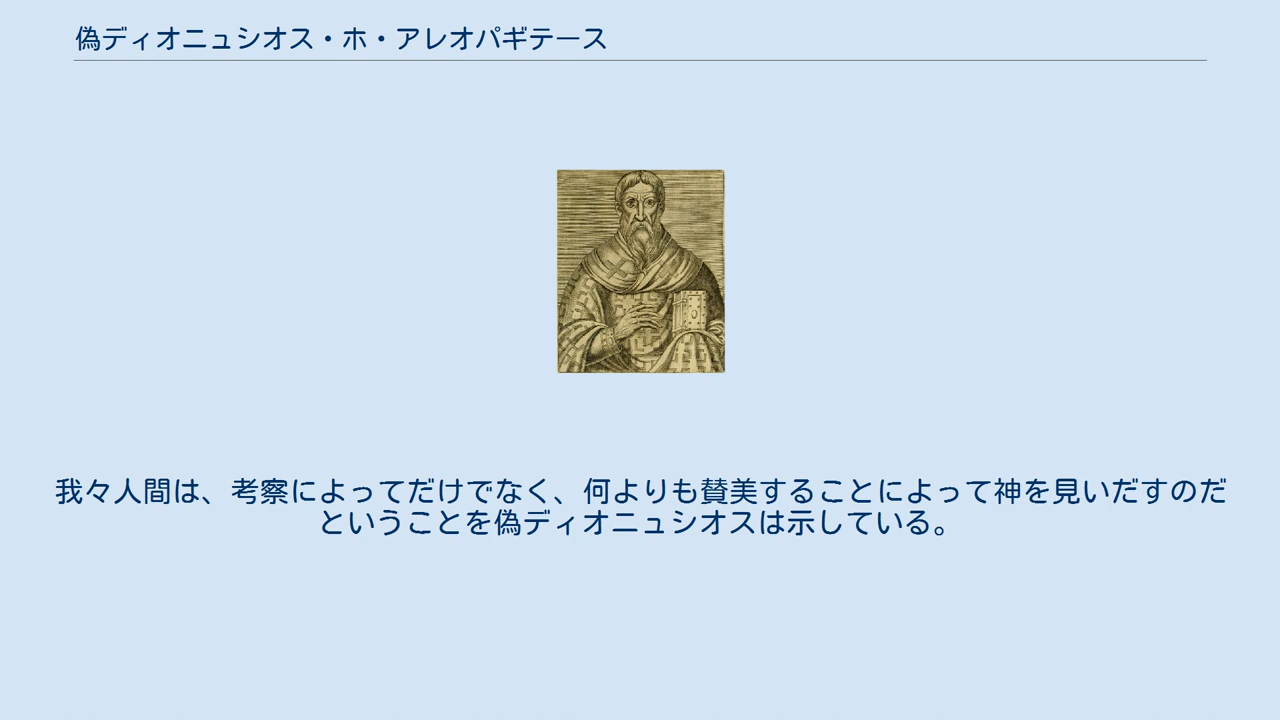 偽ディオニュシオス・ホ・アレオパギテース
我々人間は、考察によってだけでなく、何よりも賛美することによって神を見いだすのだ
ということを偽ディオニュシオスは示している。